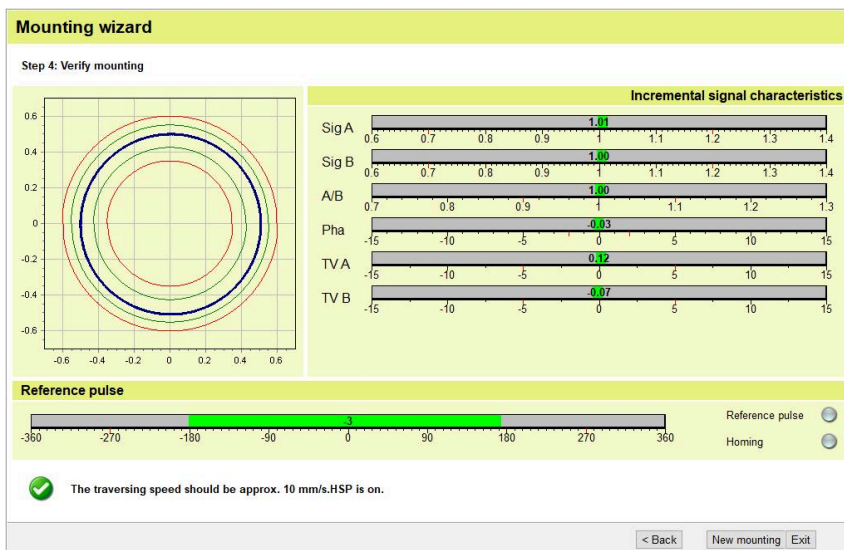 Mounting wizard
Step 4: Verify mounting
Incremental signal characteristics
0.6
0.4
0.2
0
-0.2
-0.4
-0.6
-0.6 -0.4 -0.2 0 0.2 0.4 0.6
Sig A 1.01
0.6 0.7 0.8 0.9 1 1.1 1.2 1.3 1.4
Sig B 1.00
0.6 0.7 0.8 0.9 1 1.1 1.2 1.3 1.4
A/B 1.00
0.7 0.8 0.9 1 1.1 1.2 1.3
Pha -0.03
-15 -10 -5 0 5 10 15
TV A 0.12
-15 -10 -5 0 5 10 15
TV B -0.07
-15 -10 -5 0 5 10 15
Reference pulse
-3
-360 -270 -180 -90 0 90 180 270 360
Reference pulse
Homing
The traversing speed should be approx. 10 mm/s.HSP is on.
< Back New mounting Exit